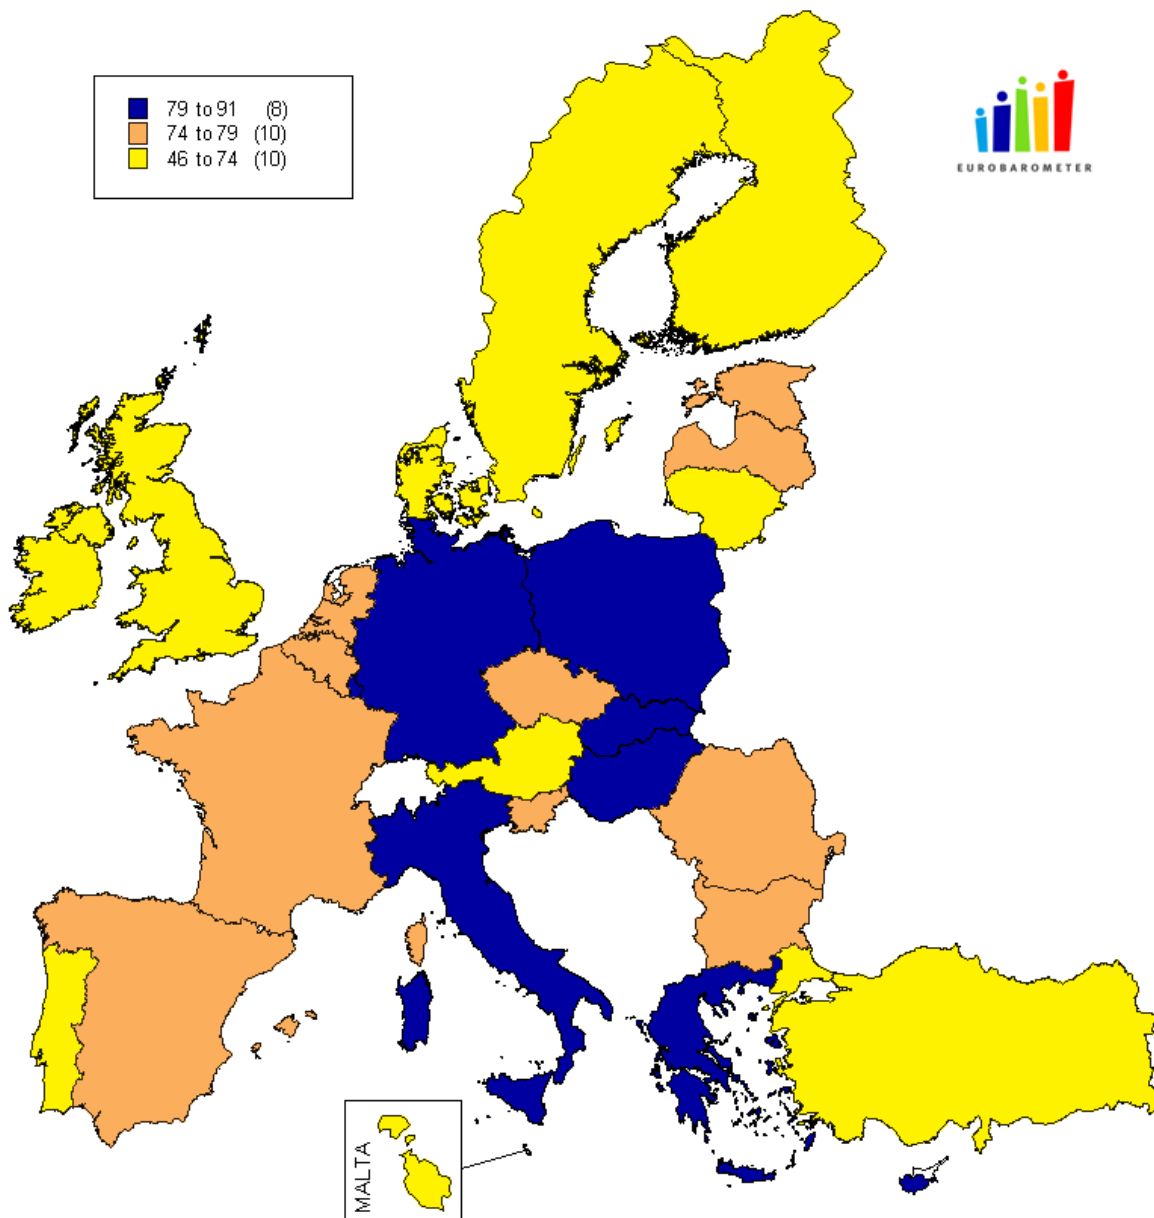 79 to 91 (8)
74 to 79 (10)
46 to 74 (10)
EUROBAROMETER
MALTA